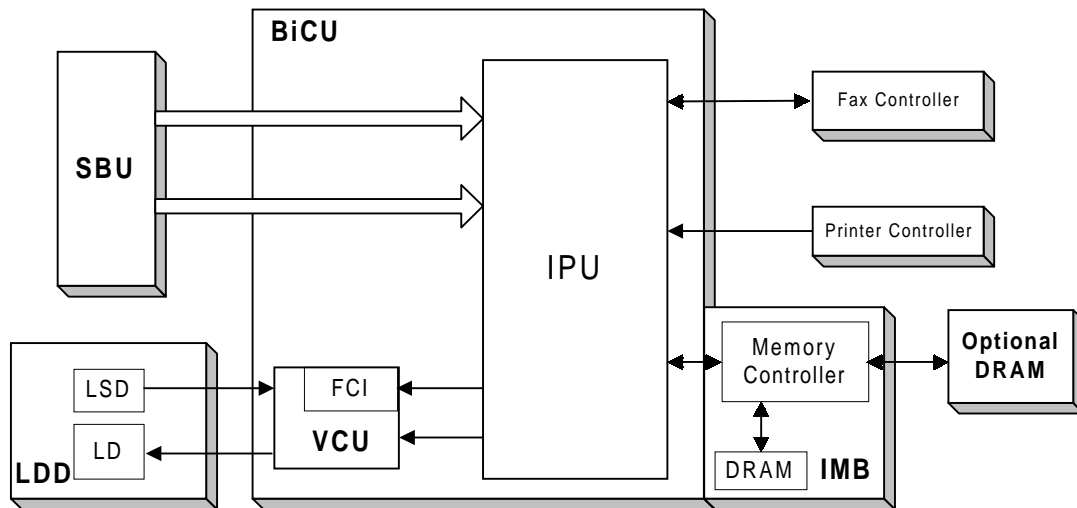 BiCU
SBU
IPU
Fax Controller
Printer Controller
Memory
Controller
Optional
DRAM
DRAM
IMB
LSD
LD
LDD
FCI
VCU